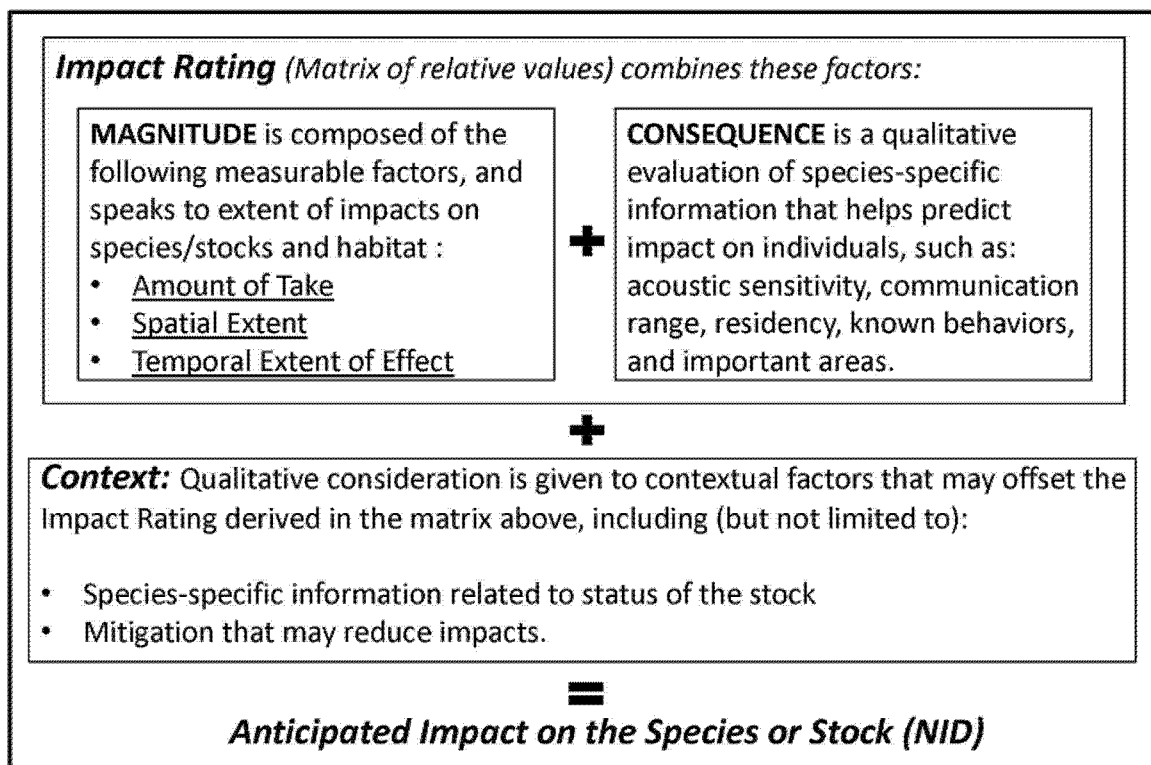 Impact Rating (Matrix of relative values) combines these factors:
MAGNITUDE is composed of the
following measurable factors, and
speaks to extent of impacts on
species/stocks and habitat :
• Amount of Take
• Spatial Extent
• Temporal Extent of Effect
+
CONSEQUENCE is a qualitative
evaluation of species-specific
information that helps predict
impact on individuals, such as:
acoustic sensitivity, communication
range, residency, known behaviors,
and important areas.
+
Context: Qualitative consideration is given to contextual factors that may offset the
Impact Rating derived in the matrix above, including (but not limited to):
• Species-specific information related to status of the stock
• Mitigation that may reduce impacts.
=
Anticipated Impact on the Species or Stock (NID)